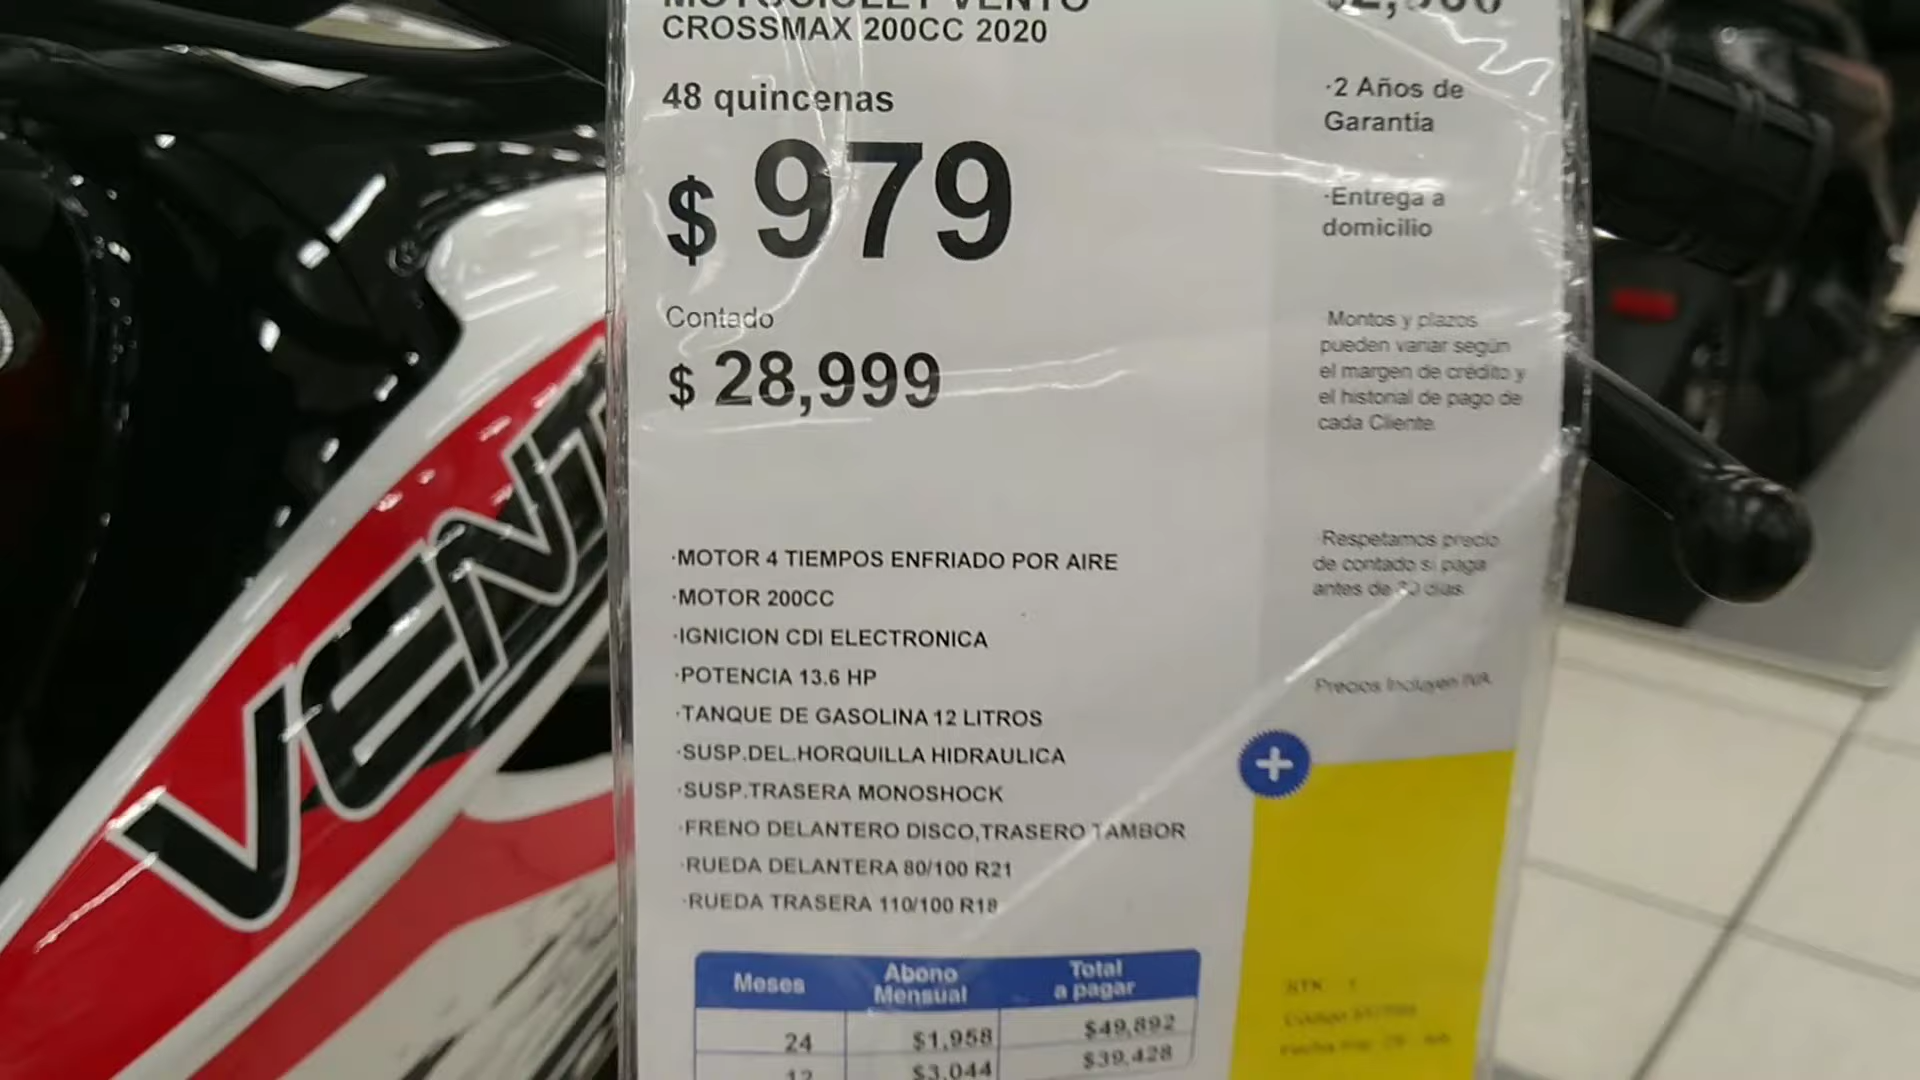 VENTO
CROSSMAX 200CC 2020
48 quincenas
$ 979
Contado
$ 28,999
·MOTOR 4 TIEMPOS ENFRIADO POR AIRE
·MOTOR 200CC
·IGNICION CDI ELECTRONICA
·POTENCIA 13.6 HP
·TANQUE DE GASOLINA 12 LITROS
·SUSP.DEL.HORQUILLA HIDRAULICA
·SUSP.TRASERA MONOSHOCK
·FRENO DELANTERO DISCO,TRASERO TAMBOR
·RUEDA DELANTERA 80/100 R21
·RUEDA TRASERA 110/100 R18
Meses Abono Mensual Total a pagar
24 $1,958 $49,892
12 $3,044 $39,428
·2 Años de
Garantia
·Entrega a
domicilio
·Montos y plazos
pueden variar según
el margen de crédito y
el historial de pago de
cada Cliente.
·Respetamos precio
de contado si paga
antes de 30 dias.
Precios Incluyen IVA
+
VENT